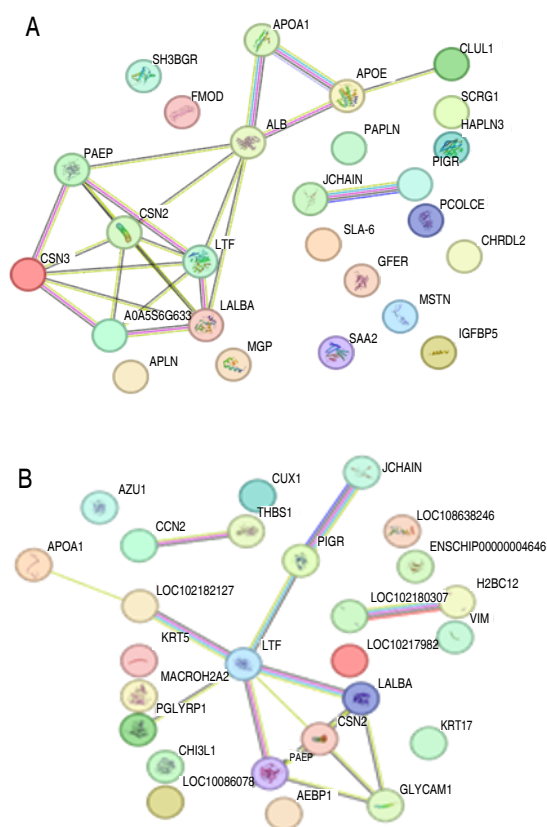 A
APOA1
CLUL1
SH3BGR
APOE
FMOD
SCRG1
HAPLN3
ALB
PAPLN
PAEP
JCHAIN
PIGR
CSN2
PCOLCE
SLA-6
CHRDL2
LTF
CSN3
GFER
A0A5S6G633
LALBA
MSTN
MGP
SAA2
IGFBP5
APLN
B
JCHAIN
CUX1
AZU1
THBS1
CCN2
LOC108638246
PIGR
APOA1
ENSCHIP00000004646
LOC102182127
LOC102180307
H2BC12
VIM
KRT5
LTF
LOC10217982
MACROH2A2
LALBA
PGLYRP1
CSN2
KRT17
CHI3L1
PAEP
LOC10086078
AEBP1
GLYCAM1